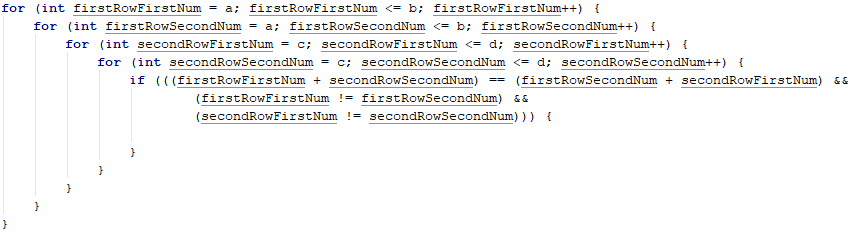 for (int firstRowFirstNum = a; firstRowFirstNum <= b; firstRowFirstNum++) {
for (int firstRowSecondNum = a; firstRowSecondNum <= b; firstRowSecondNum++) {
for (int secondRowFirstNum = c; secondRowFirstNum <= d; secondRowFirstNum++) {
for (int secondRowSecondNum = c; secondRowSecondNum <= d; secondRowSecondNum++) {
if (((firstRowFirstNum + secondRowSecondNum) == (firstRowSecondNum + secondRowFirstNum) &&
(firstRowFirstNum != firstRowSecondNum) &&
(secondRowFirstNum != secondRowSecondNum))) {
}
}
}
}
}